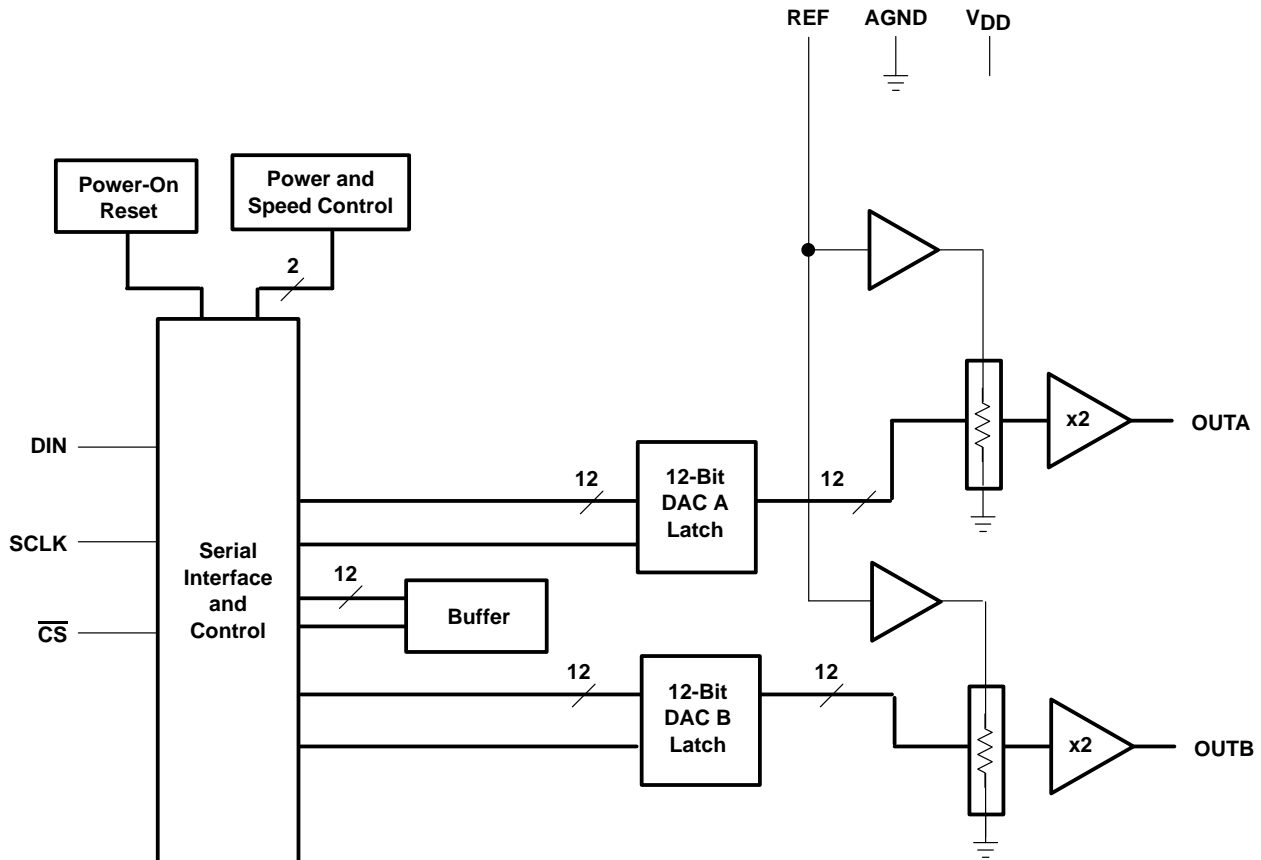 REF AGND VDD
Power-On
Reset
Power and
Speed Control
2
DIN
SCLK
CS
Serial
Interface
and
Control
12
12-Bit
DAC A
Latch
12
x2
OUTA
12
Buffer
12
12-Bit
DAC B
Latch
12
x2
OUTB